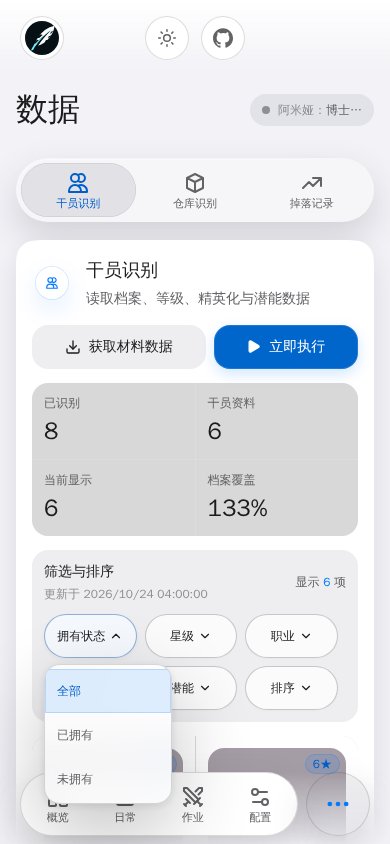 数据
阿米娅：博士…
干员识别
仓库识别
掉落记录
干员识别
读取档案、等级、精英化与潜能数据
获取材料数据
立即执行
已识别
8
干员资料
6
当前显示
6
档案覆盖
133%
筛选与排序
更新于 2026/10/24 04:00:00
显示 6 项
拥有状态
星级
职业
潜能
排序
全部
已拥有
未拥有
6★
概览
日常
作业
配置